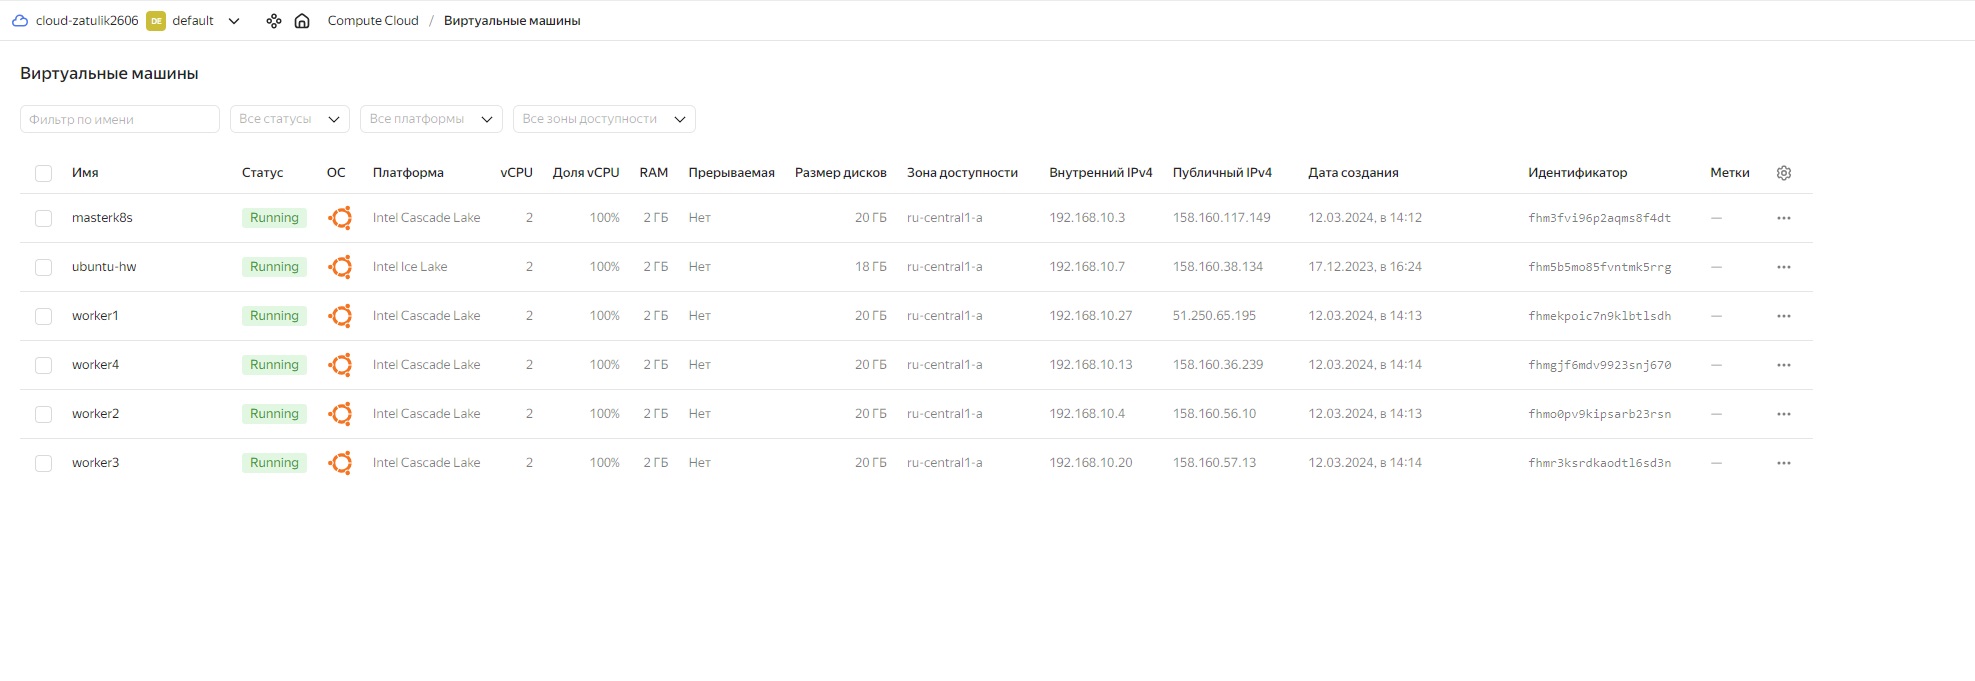 cloud-zatulik2606 DE default Compute Cloud / Виртуальные машины
Виртуальные машины
Фильтр по имени Все статусы Все платформы Все зоны доступности
Имя Статус ОС Платформа vCPU Доля vCPU RAM Прерываемая Размер дисков Зона доступности Внутренний IPv4 Публичный IPv4 Дата создания Идентификатор Метки
masterk8s Running Intel Cascade Lake 2 100% 2 ГБ Нет 20 ГБ ru-central1-a 192.168.10.3 158.160.117.149 12.03.2024, в 14:12 fhm3fvi96p2aqms8f4dt —
ubuntu-hw Running Intel Ice Lake 2 100% 2 ГБ Нет 18 ГБ ru-central1-a 192.168.10.7 158.160.38.134 17.12.2023, в 16:24 fhm5b5mo85fvntmk5rrg —
worker1 Running Intel Cascade Lake 2 100% 2 ГБ Нет 20 ГБ ru-central1-a 192.168.10.27 51.250.65.195 12.03.2024, в 14:13 fhmekpoic7n9klbtlsdh —
worker4 Running Intel Cascade Lake 2 100% 2 ГБ Нет 20 ГБ ru-central1-a 192.168.10.13 158.160.36.239 12.03.2024, в 14:14 fhmgjf6mdv9923snj670 —
worker2 Running Intel Cascade Lake 2 100% 2 ГБ Нет 20 ГБ ru-central1-a 192.168.10.4 158.160.56.10 12.03.2024, в 14:13 fhmo0pv9kipsarb23rsn —
worker3 Running Intel Cascade Lake 2 100% 2 ГБ Нет 20 ГБ ru-central1-a 192.168.10.20 158.160.57.13 12.03.2024, в 14:14 fhmr3ksrdkaodtl6sd3n —